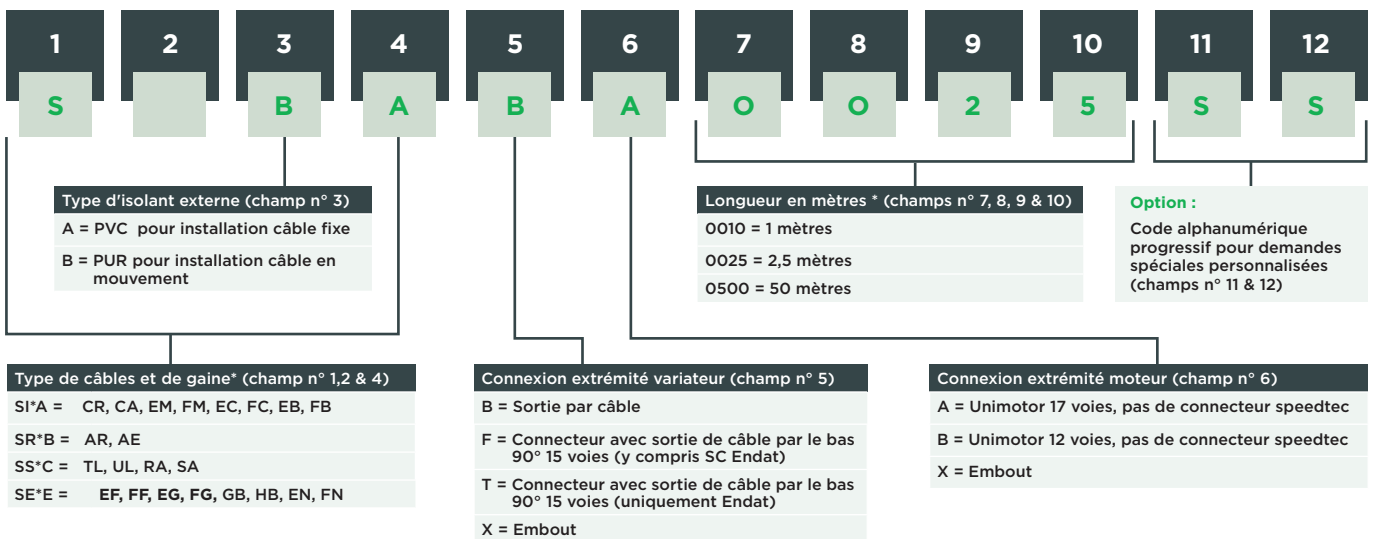 1 2 3 4 5 6 7 8 9 10 11 12
S B A B A O O 2 5 S S
Type d'isolant externe (champ n° 3)
A = PVC pour installation câble fixe
B = PUR pour installation câble en
mouvement
Longueur en mètres * (champs n° 7, 8, 9 & 10)
0010 = 1 mètres
0025 = 2,5 mètres
0500 = 50 mètres
Option :
Code alphanumérique
progressif pour demandes
spéciales personnalisées
(champs n° 11 & 12)
Type de câbles et de gaine* (champ n° 1,2 & 4)
SI*A = CR, CA, EM, FM, EC, FC, EB, FB
SR*B = AR, AE
SS*C = TL, UL, RA, SA
SE*E = EF, FF, EG, FG, GB, HB, EN, FN
Connexion extrémité variateur (champ n° 5)
B = Sortie par câble
F = Connecteur avec sortie de câble par le bas
90° 15 voies (y compris SC Endat)
T = Connecteur avec sortie de câble par le bas
90° 15 voies (uniquement Endat)
X = Embout
Connexion extrémité moteur (champ n° 6)
A = Unimotor 17 voies, pas de connecteur speedtec
B = Unimotor 12 voies, pas de connecteur speedtec
X = Embout